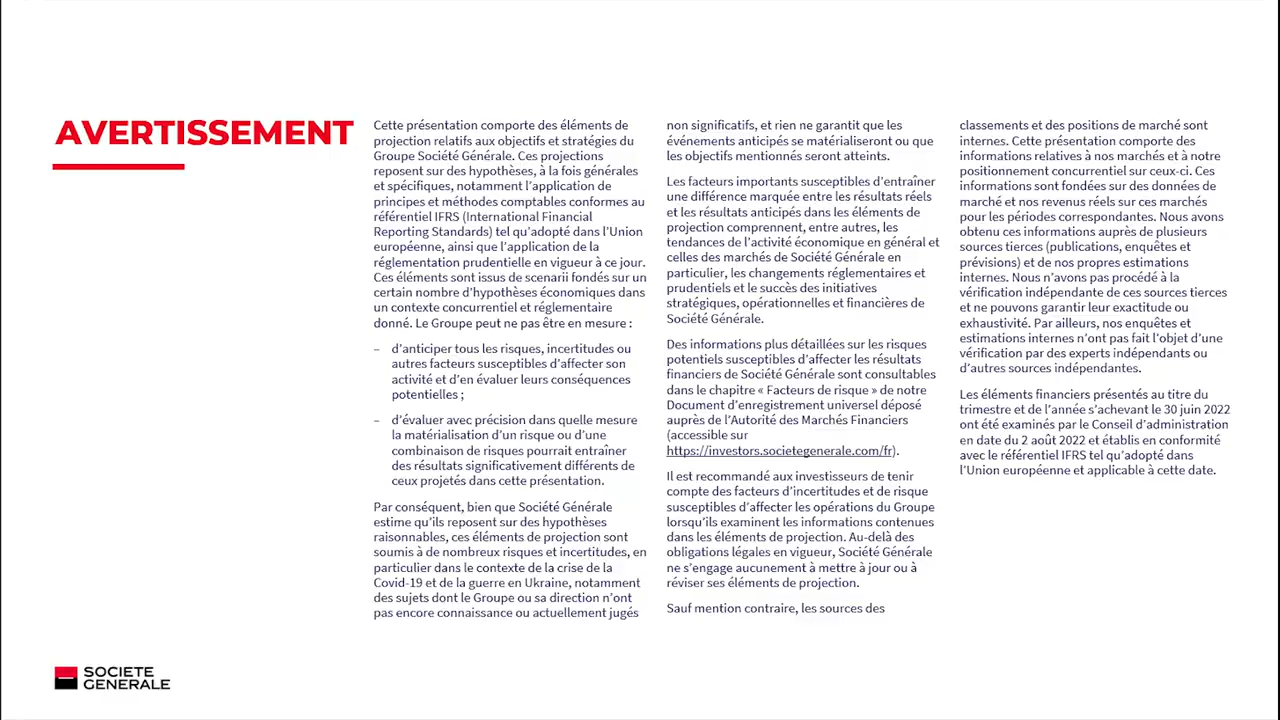 AVERTISSEMENT
Cette présentation comporte des éléments de
projection relatifs aux objectifs et stratégies du
Groupe Société Générale. Ces projections
reposent sur des hypothèses, à la fois générales
et spécifiques, notamment l'application de
principes et méthodes comptables conformes au
référentiel IFRS (International Financial
Reporting Standards) tel qu'adopté dans l'Union
européenne, ainsi que l'application de la
réglementation prudentielle en vigueur à ce jour.
Ces éléments sont issus de scenarii fondés sur un
certain nombre d'hypothèses économiques dans
un contexte concurrentiel et réglementaire
donné. Le Groupe peut ne pas être en mesure :
– d'anticiper tous les risques, incertitudes ou
autres facteurs susceptibles d'affecter son
activité et d'en évaluer leurs conséquences
potentielles ;
– d'évaluer avec précision dans quelle mesure
la matérialisation d'un risque ou d'une
combinaison de risques pourrait entraîner
des résultats significativement différents de
ceux projetés dans cette présentation.
Par conséquent, bien que Société Générale
estime qu'ils reposent sur des hypothèses
raisonnables, ces éléments de projection sont
soumis à de nombreux risques et incertitudes, en
particulier dans le contexte de la crise de la
Covid-19 et de la guerre en Ukraine, notamment
des sujets dont le Groupe ou sa direction n'ont
pas encore connaissance ou actuellement jugés
non significatifs, et rien ne garantit que les
événements anticipés se matérialiseront ou que
les objectifs mentionnés seront atteints.
Les facteurs importants susceptibles d'entraîner
une différence marquée entre les résultats réels
et les résultats anticipés dans les éléments de
projection comprennent, entre autres, les
tendances de l'activité économique en général et
celles des marchés de Société Générale en
particulier, les changements réglementaires et
prudentiels et le succès des initiatives
stratégiques, opérationnelles et financières de
Société Générale.
Des informations plus détaillées sur les risques
potentiels susceptibles d'affecter les résultats
financiers de Société Générale sont consultables
dans le chapitre « Facteurs de risque » de notre
Document d'enregistrement universel déposé
auprès de l'Autorité des Marchés Financiers
(accessible sur
https://investors.societegenerale.com/fr).
Il est recommandé aux investisseurs de tenir
compte des facteurs d'incertitudes et de risque
susceptibles d'affecter les opérations du Groupe
lorsqu'ils examinent les informations contenues
dans les éléments de projection. Au-delà des
obligations légales en vigueur, Société Générale
ne s'engage aucunement à mettre à jour ou à
réviser ses éléments de projection.
Sauf mention contraire, les sources des
classements et des positions de marché sont
internes. Cette présentation comporte des
informations relatives à nos marchés et à notre
positionnement concurrentiel sur ceux-ci. Ces
informations sont fondées sur des données de
marché et nos revenus réels sur ces marchés
pour les périodes correspondantes. Nous avons
obtenu ces informations auprès de plusieurs
sources tierces (publications, enquêtes et
prévisions) et de nos propres estimations
internes. Nous n'avons pas procédé à la
vérification indépendante de ces sources tierces
et ne pouvons garantir leur exactitude ou
exhaustivité. Par ailleurs, nos enquêtes et
estimations internes n'ont pas fait l'objet d'une
vérification par des experts indépendants ou
d'autres sources indépendantes.
Les éléments financiers présentés au titre du
trimestre et de l'année s'achevant le 30 juin 2022
ont été examinés par le Conseil d'administration
en date du 2 août 2022 et établis en conformité
avec le référentiel IFRS tel qu'adopté dans
l'Union européenne et applicable à cette date.
SOCIETE
GENERALE